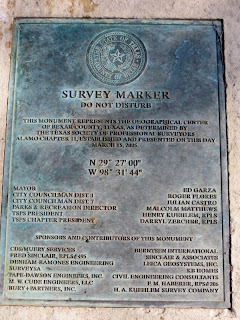 SURVEY MARKER
DO NOT DISTURB
THIS MONUMENT REPRESENTS THE GEOGRAPHICAL CENTER
OF BEXAR COUNTY, TEXAS, AS DETERMINED BY
THE TEXAS SOCIETY OF PROFESSIONAL SURVEYORS
ALAMO CHAPTER 11, ESTABLISHED AND PRESENTED ON THIS DAY
MARCH 15, 2005.
N 29° 27' 00"
W 98° 31' 44"
MAYOR ED GARZA
CITY COUNCILMAN DIST 1 ROGER FLORES
CITY COUNCILMAN DIST 7 JULIAN CASTRO
PARKS & RECREATION DIRECTOR MALCOLM MATTHEWS
TSPS PRESIDENT HENRY KUEHLEM, RPLS
TSPS CHAPTER PRESIDENT DARRYL ZERCHER, RPLS
SPONSORS AND CONTRIBUTORS OF THIS MONUMENT
CDS/MUERY SERVICES BERNTSEN INTERNATIONAL
FRED SINCLAIR, RPLS# SINCLAIR & ASSOCIATES
DENHAM-RAMONES ENGINEERING LEICA GEOSYSTEMS, INC.
SURVEYSA KB HOMES
PAPE-DAWSON ENGINEERS, INC. CIVIL ENGINEERING CONSULTANTS
M. W. CUDE ENGINEERS, LLC HABERER, RPLS
BURY + PARTNERS, INC. H. A. KUEHLEM SURVEY COMPANY